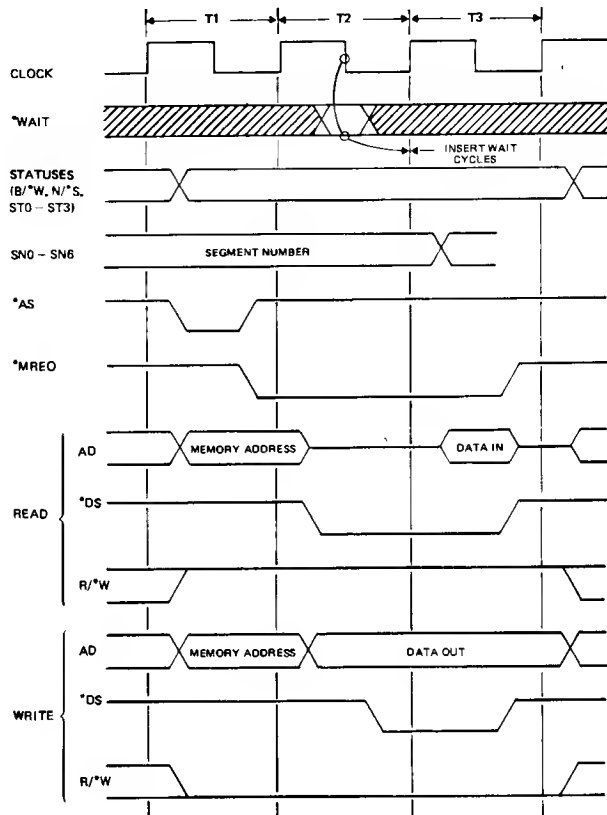 T1 T2 T3
CLOCK
*WAIT
INSERT WAIT
CYCLES
STATUSES
(B/*W, N/*S,
ST0 – ST3)
SN0 – SN6 SEGMENT NUMBER
*AS
*MREQ
AD MEMORY ADDRESS DATA IN
*DS
READ
R/*W
AD MEMORY ADDRESS DATA OUT
*DS
WRITE
R/*W